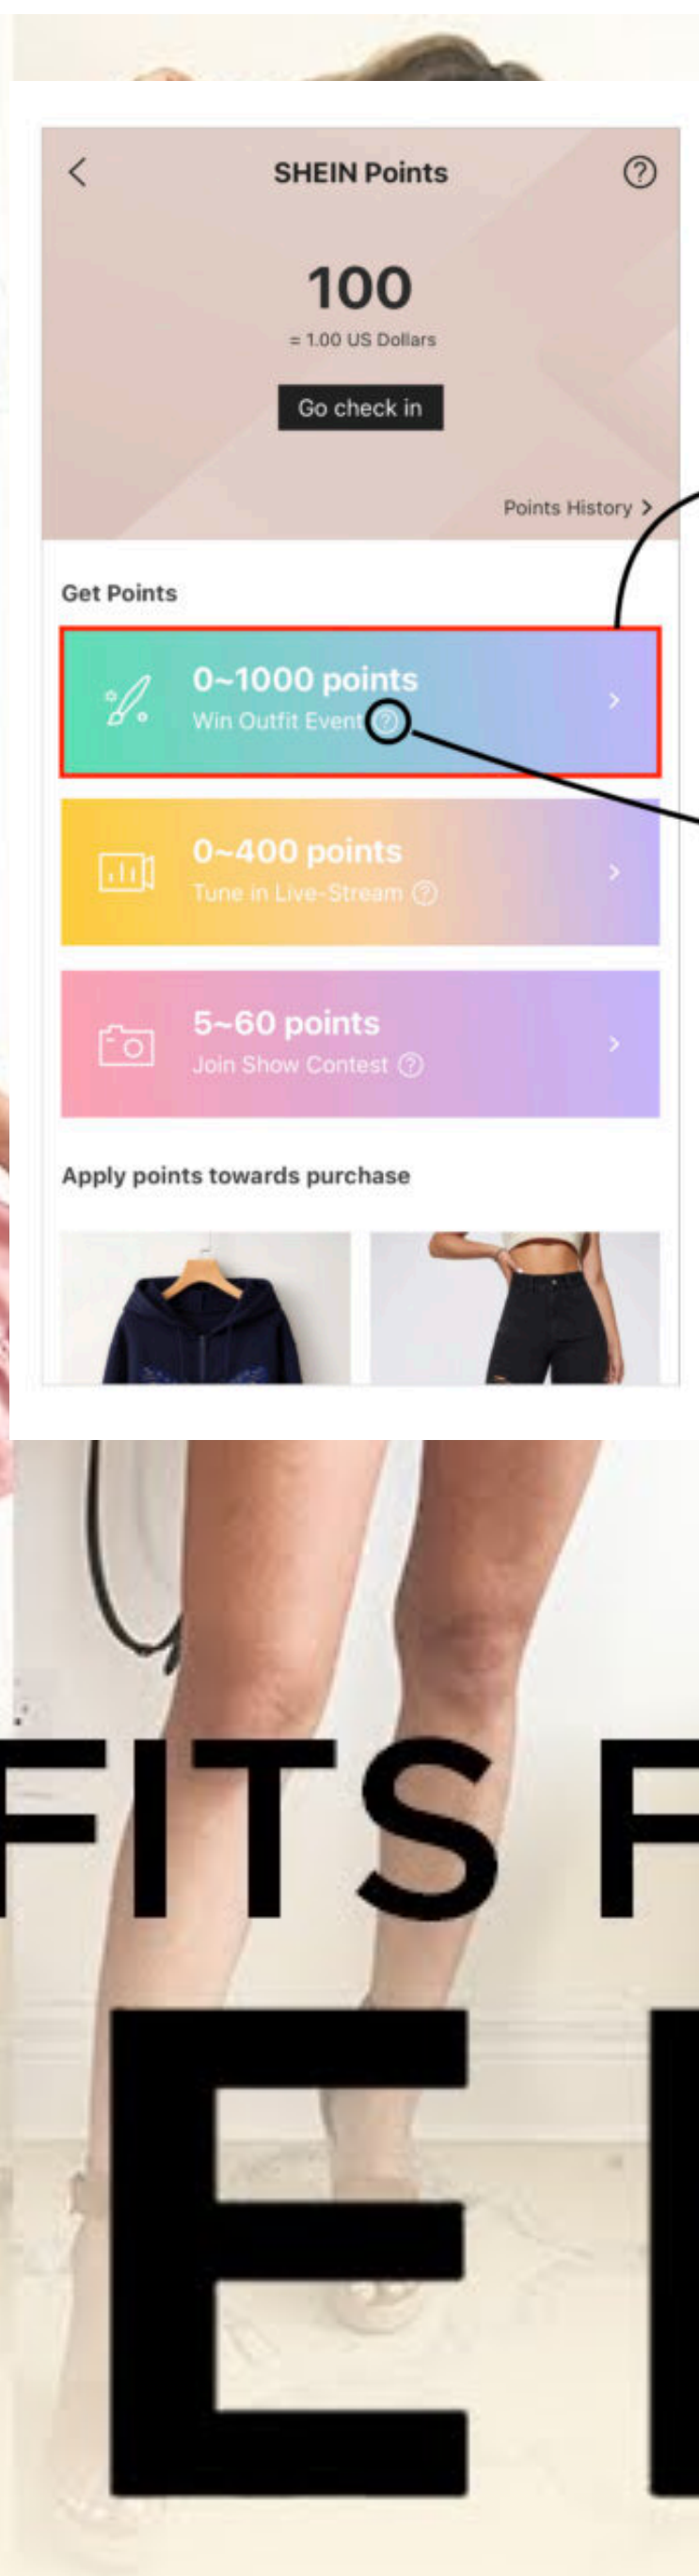 SHEIN Points
100
= 1.00 US Dollars
Go check in
Points History
Get Points
0~1000 points
Win Outfit Event
0~400 points
Tune in Live-Stream
5~60 points
Join Show Contest
Apply points towards purchase
FITS F
E